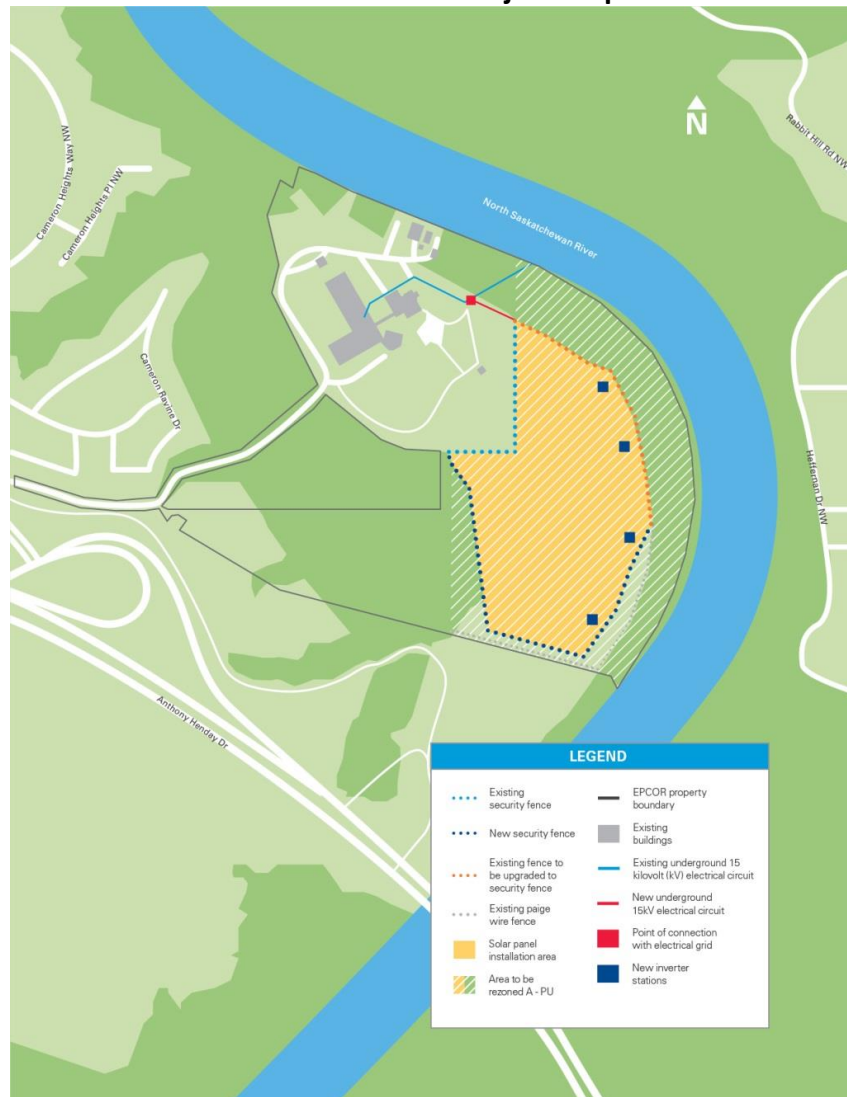 N
Rabbit Hill Rd NW
Cameron Heights Way NW
Cameron Heights Pl NW
North Saskatchewan River
Cameron Ravine Dr
Heffernan Dr NW
Anthony Henday Dr
LEGEND
Existing
security fence
New security fence
Existing fence to
be upgraded to
security fence
Existing paige
wire fence
Solar panel
installation area
Area to be
rezoned A - PU
EPCOR property
boundary
Existing
buildings
Existing underground 15
kilovolt (kV) electrical circuit
New underground
15kV electrical circuit
Point of connection
with electrical grid
New inverter
stations